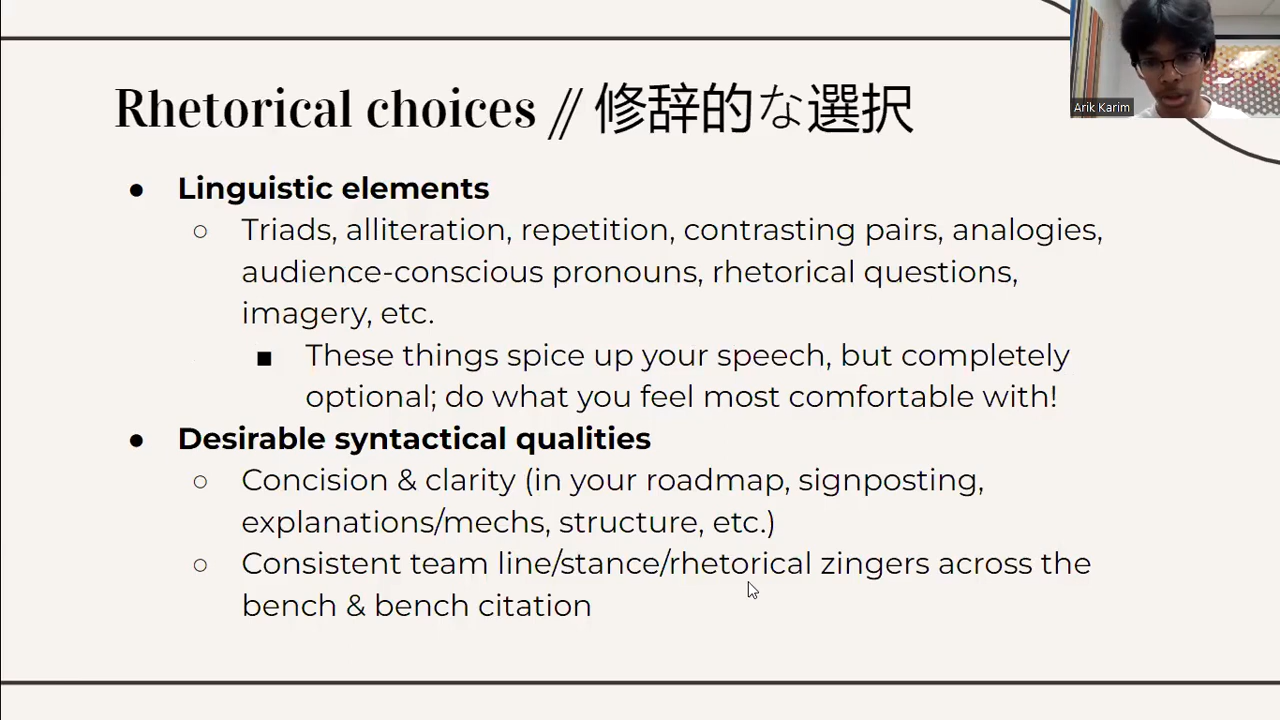 Rhetorical choices // 修辞的な選択
Arik Karim
● Linguistic elements
○ Triads, alliteration, repetition, contrasting pairs, analogies,
audience-conscious pronouns, rhetorical questions,
imagery, etc.
■ These things spice up your speech, but completely
optional; do what you feel most comfortable with!
● Desirable syntactical qualities
○ Concision & clarity (in your roadmap, signposting,
explanations/mechs, structure, etc.)
○ Consistent team line/stance/rhetorical zingers across the
bench & bench citation